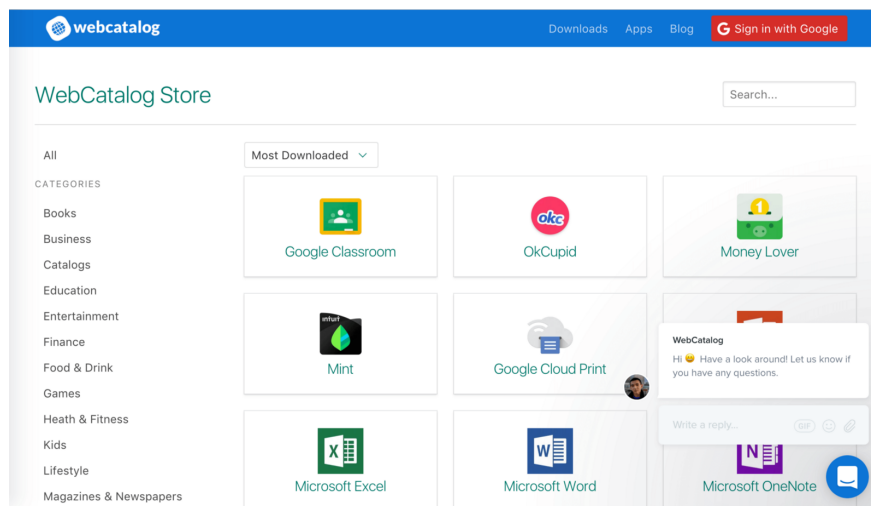 webcatalog
Downloads Apps Blog G Sign in with Google
WebCatalog Store
Search...
All
Most Downloaded
CATEGORIES
Books
Business
Catalogs
Education
Entertainment
Finance
Food & Drink
Games
Heath & Fitness
Kids
Lifestyle
Magazines & Newspapers
Google Classroom
okc
OkCupid
1
Money Lover
intuit
Mint
Google Cloud Print
X
Microsoft Excel
W
Microsoft Word
N
Microsoft OneNote
WebCatalog
Hi 😀 Have a look around! Let us know if
you have any questions.
Write a reply...
GIF